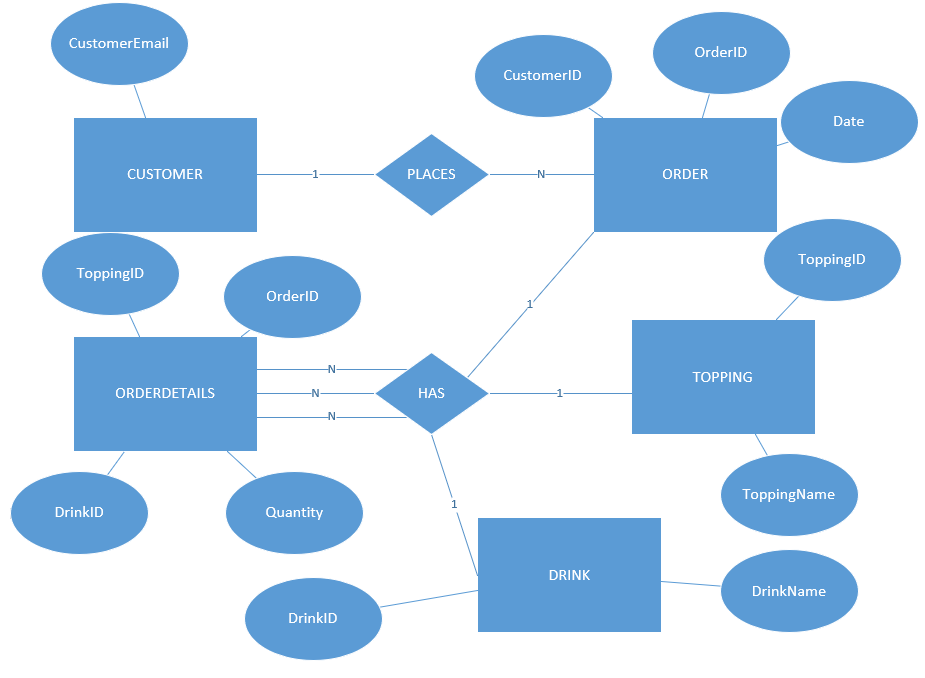 CustomerEmail
CustomerID
OrderID
Date
CUSTOMER
1
PLACES
N
ORDER
ToppingID
OrderID
ToppingID
1
ORDERDETAILS
N
N
N
HAS
1
TOPPING
DrinkID
Quantity
1
ToppingName
DRINK
DrinkID
DrinkName